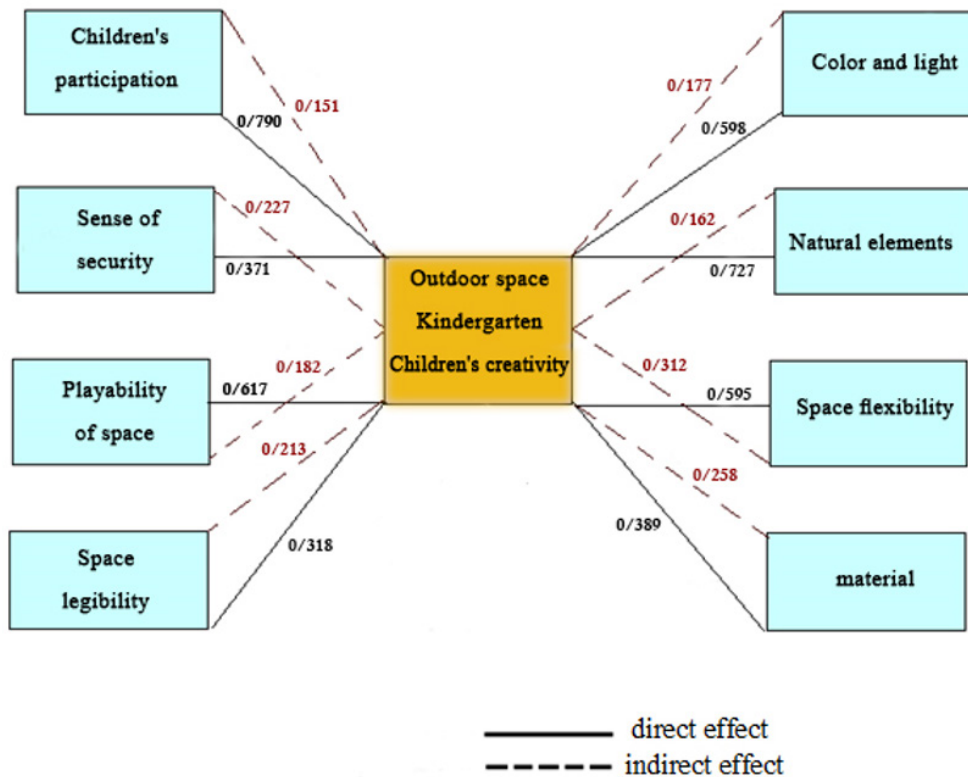 Children's
participation
0/151
0/790
0/177
0/598
Color and light
Sense of
security
0/227
0/371
0/162
0/727
Natural elements
Outdoor space
Kindergarten
Children's creativity
Playability
of space
0/182
0/617
0/312
0/595
Space flexibility
Space
legibility
0/213
0/318
0/258
0/389
material
direct effect
indirect effect